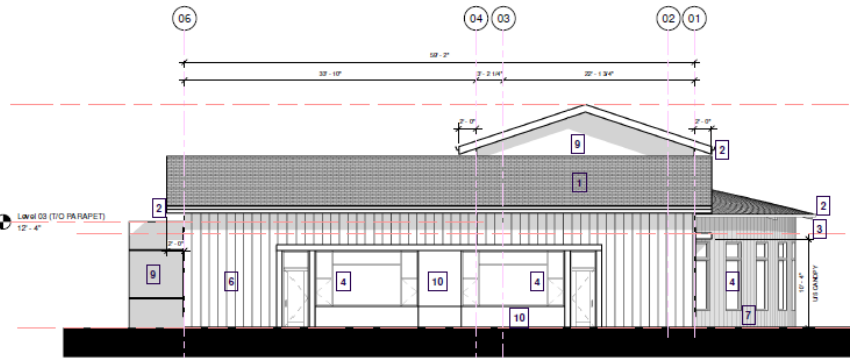 06 04 03 02 01
59' - 2"
33' - 10" 3' - 2 1/4" 22' - 1 3/4"
2' - 0" 2' - 0"
9 2
1
2 2
Level 03 (T/O PARAPET)
12' - 4"
3
2' - 0"
9 6 4 10 4 4
10' - 4"
U/S CANOPY
10 7